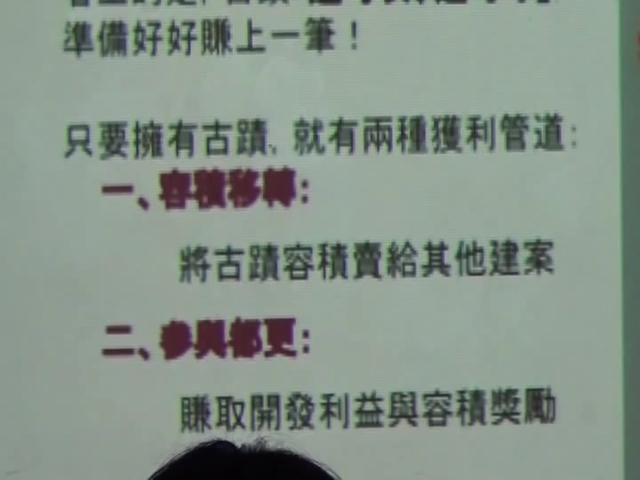 準備好好賺上一筆！
只要擁有古蹟、就有兩種獲利管道：
一、容積移轉：
將古蹟容積賣給其他建案
二、參與都更：
賺取開發利益與容積獎勵